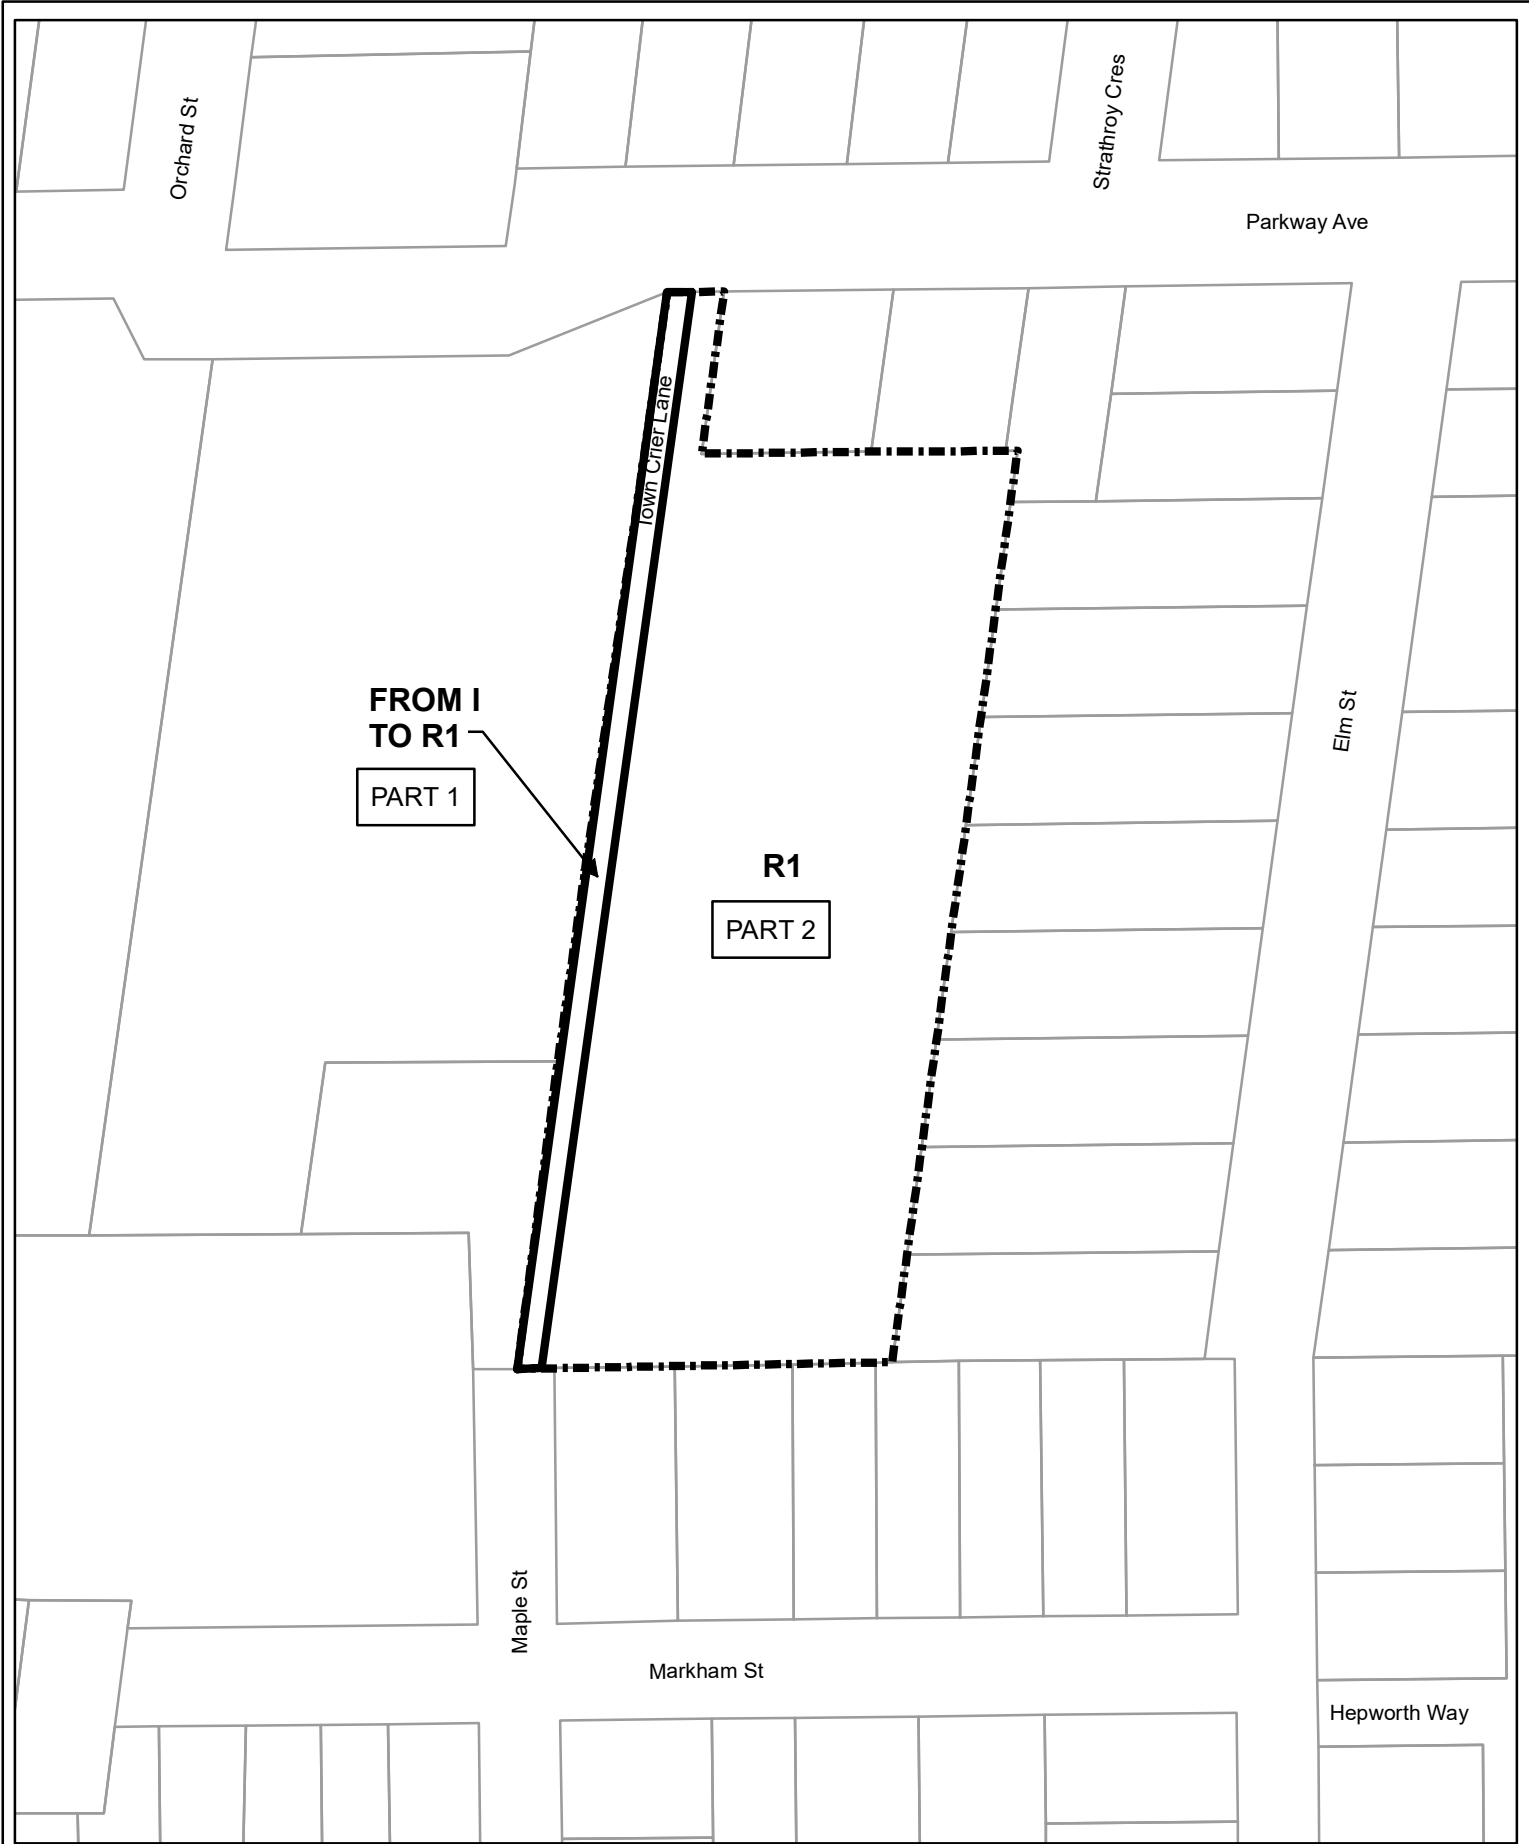 Orchard St
Strathroy Cres
Parkway Ave
Town Crier Lane
FROM I
TO R1
PART 1
Elm St
R1
PART 2
Maple St
Markham St
Hepworth Way